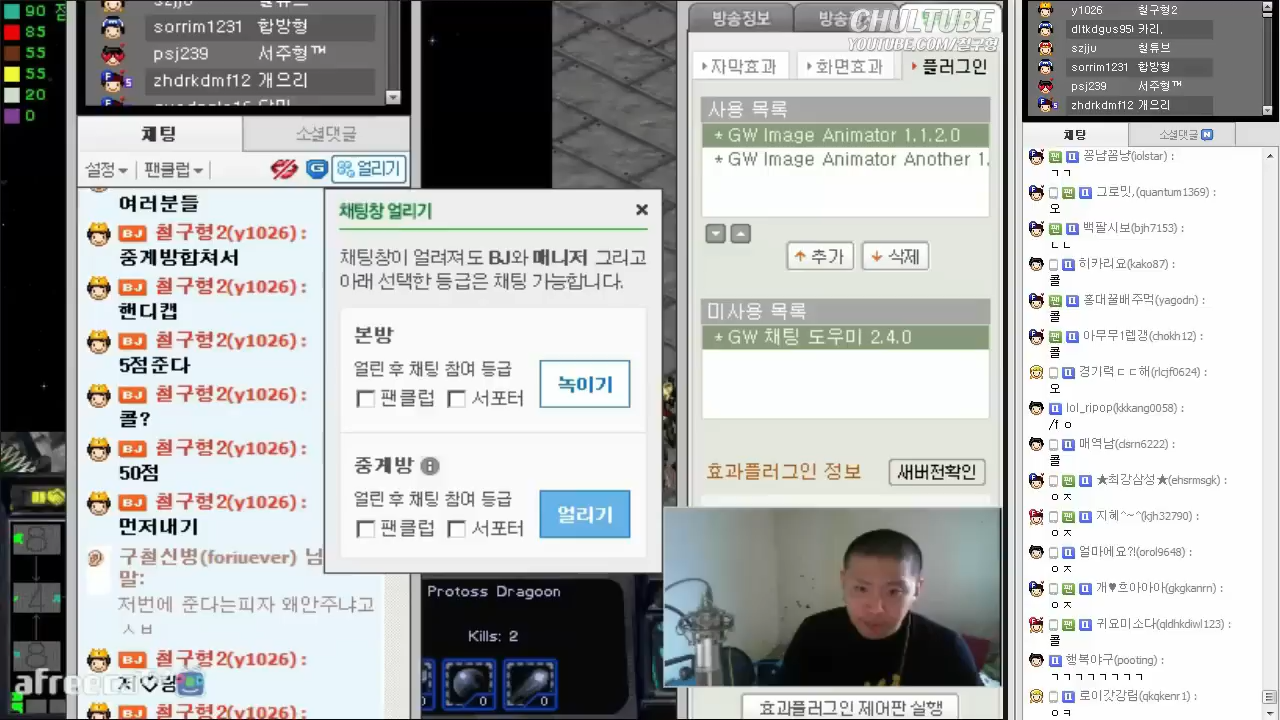 90
85
55
55
20
0
sorrim1231 합방형
psj239 서주형™
zhdrkdmf12 개으리
채팅
소셜댓글
설정
팬클럽
얼리기
여러분들
BJ 철구형2(y1026) :
중계방합쳐서
BJ 철구형2(y1026) :
핸디캡
BJ 철구형2(y1026) :
5점준다
BJ 철구형2(y1026) :
콜?
BJ 철구형2(y1026) :
50점
BJ 철구형2(y1026) :
먼저내기
구철신병(foriuever) 님
말:
저번에 준다는피자 왜안주냐고
ㅅㅂ
BJ 철구형2(y1026) :
BJ 철구형2(y1026) :
채팅창 얼리기
채팅창이 얼려져도 BJ와 매니저 그리고
아래 선택한 등급은 채팅 가능합니다.
본방
얼린 후 채팅 참여 등급
팬클럽 서포터
녹이기
중계방
얼린 후 채팅 참여 등급
팬클럽 서포터
얼리기
Protoss Dragoon
Kills: 2
0
0
0
방송정보
CHULTUBE
YOUTUBE.COM/철구형
자막효과
화면효과
플러그인
사용 목록
* GW Image Animator 1.1.2.0
* GW Image Animator Another 1.
추가
삭제
미사용 목록
* GW 채팅 도우미 2.4.0
효과플러그인 정보
새버전확인
효과플러그인 제어판 실행
y1026 철구형2
dltkdgus95 키리,
szjju 철뮤즈
sorrim1231 합방형
psj239 서주형™
zhdrkdmf12 개으리
채팅
소셜댓글 N
꽁냠꼼냥(jolstar) :
ㄱㄱ
그로밋,(quantum1369) :
오
백팔시보(bjh7153) :
ㄴㄴ
히카리요(kako87) :
콜
홍대꿀배주먹(yagodn) :
콜
아무무1렙갱(chokh12) :
콜
경기력ㄷㄷ해(rlcjf0624) :
오
lol_ripop(kkkang0058) :
/f ㅇ
매역남(dsrn6222) :
콜
★최강삼성★(ehsrmsgk) :
ㅇㅈ
지혜^~^(kjh32790) :
ㅇㅈ
얼마에요?!(orol9648) :
ㅇㅈ
개♥므아아아(gkgkanrn) :
ㅇㅈ
귀요미소다(qldhkdiwl123) :
콜
행복야구(pooting) :
ㅇㅈ